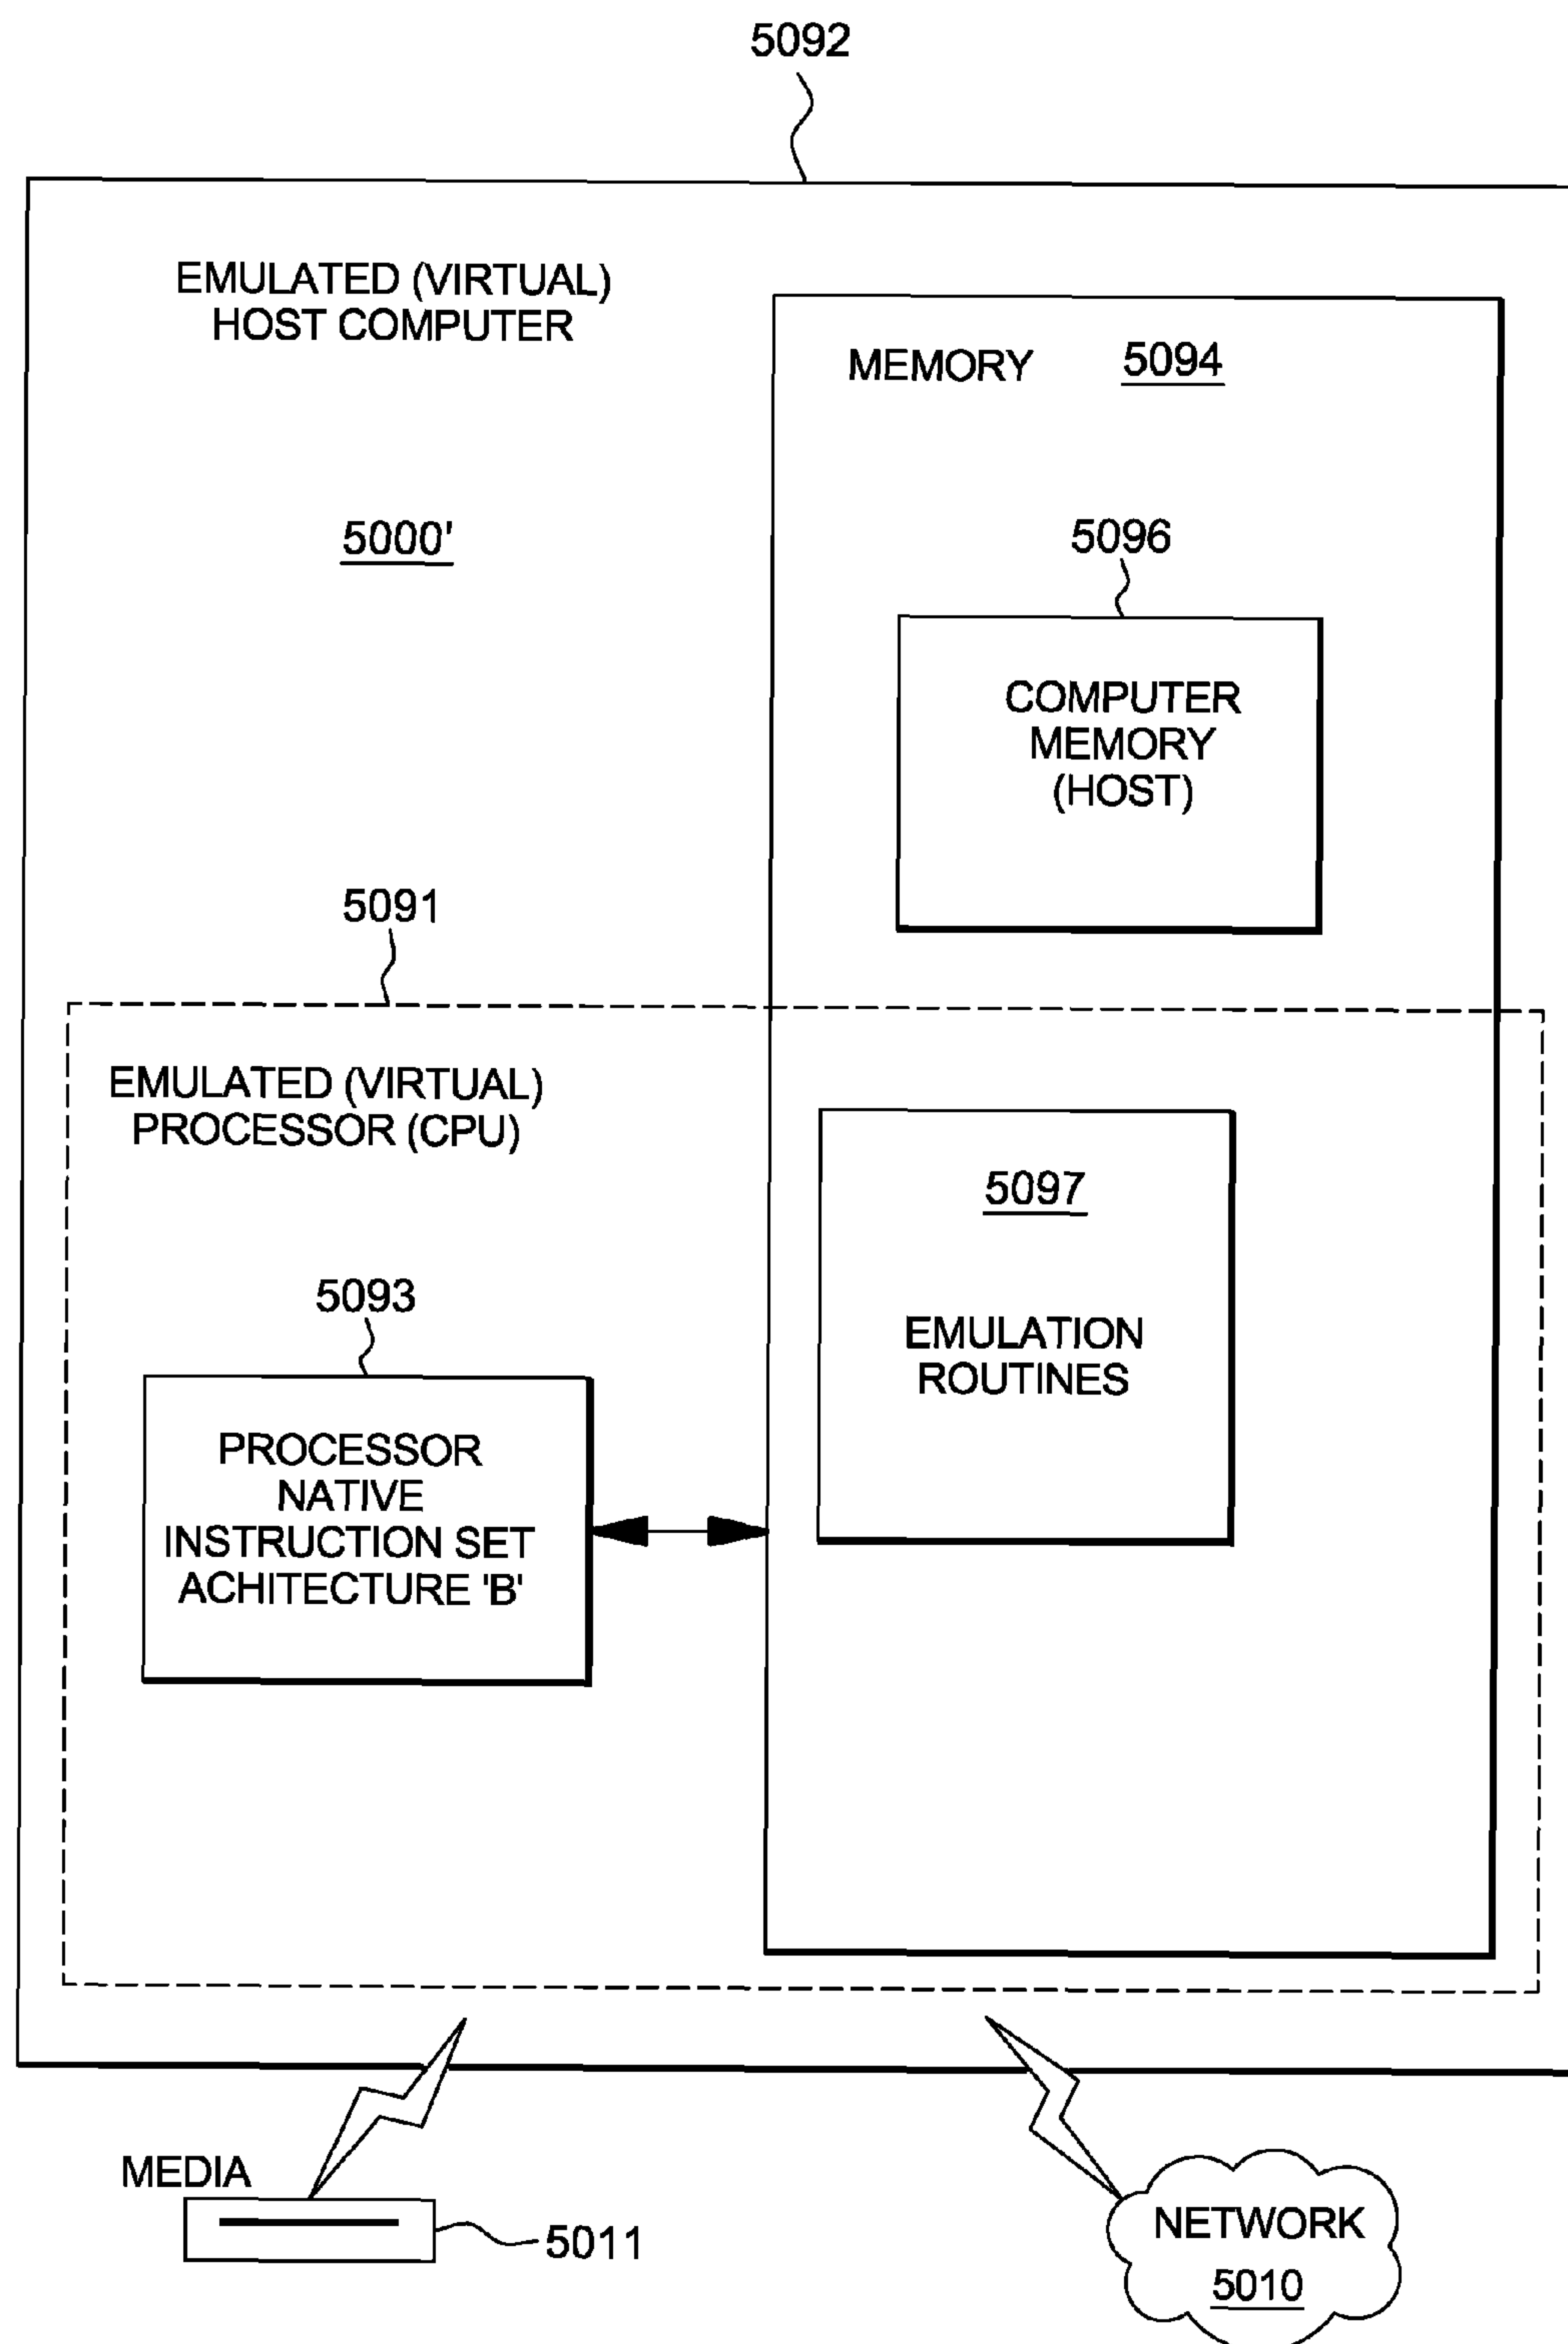 5092
EMULATED (VIRTUAL)
HOST COMPUTER
MEMORY 5094
5000'
5096
COMPUTER
MEMORY
(HOST)
5091
EMULATED (VIRTUAL)
PROCESSOR (CPU)
5097
EMULATION
ROUTINES
5093
PROCESSOR
NATIVE
INSTRUCTION SET
ACHITECTURE 'B'
MEDIA
5011
NETWORK
5010